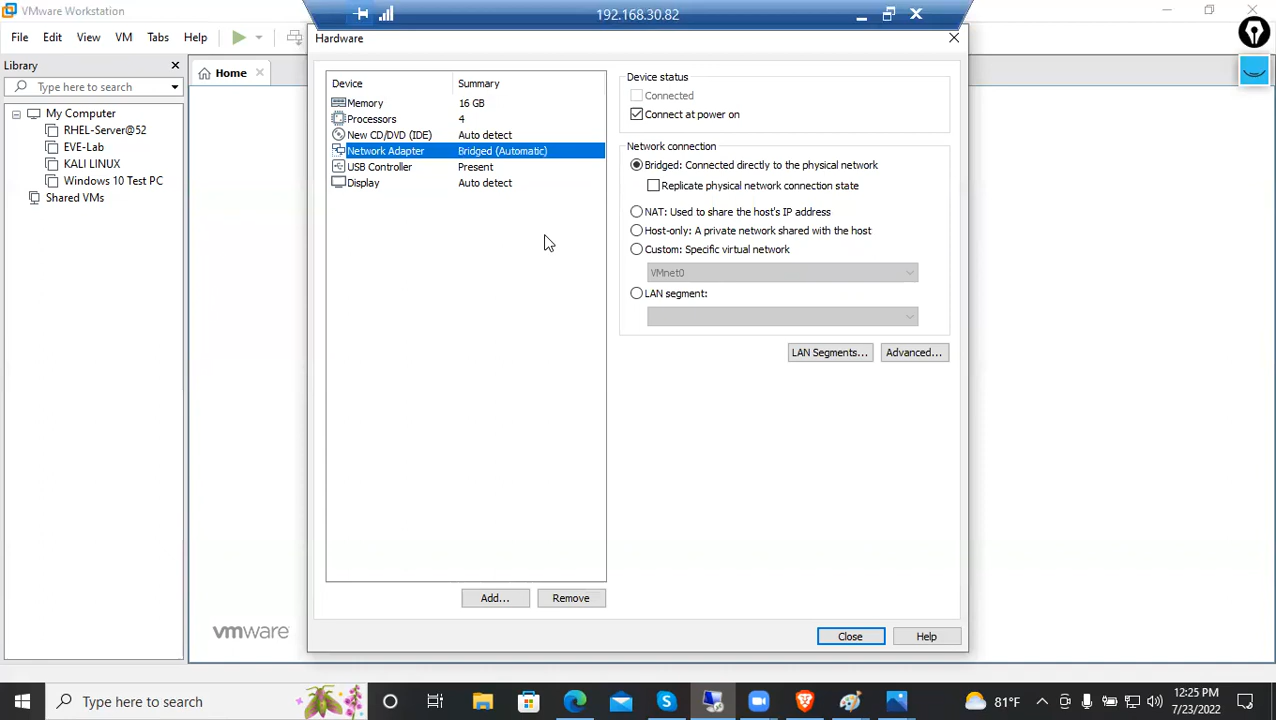 VMware Workstation
192.168.30.82
File Edit View VM Tabs Help
Hardware
Library
Type here to search
Home
My Computer
RHEL-Server@52
EVE-Lab
KALI LINUX
Windows 10 Test PC
Shared VMs
Device Summary
Memory 16 GB
Processors 4
New CD/DVD (IDE) Auto detect
Network Adapter Bridged (Automatic)
USB Controller Present
Display Auto detect
Device status
Connected
Connect at power on
Network connection
Bridged: Connected directly to the physical network
Replicate physical network connection state
NAT: Used to share the host's IP address
Host-only: A private network shared with the host
Custom: Specific virtual network
VMnet0
LAN segment:
LAN Segments... Advanced...
Add... Remove
vmware
Close Help
Type here to search
81°F
12:25 PM
7/23/2022